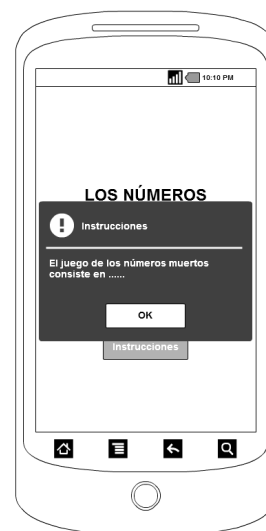 10:10 PM
LOS NÚMEROS
Instrucciones
El juego de los números muertos
consiste en ......
OK
Instrucciones